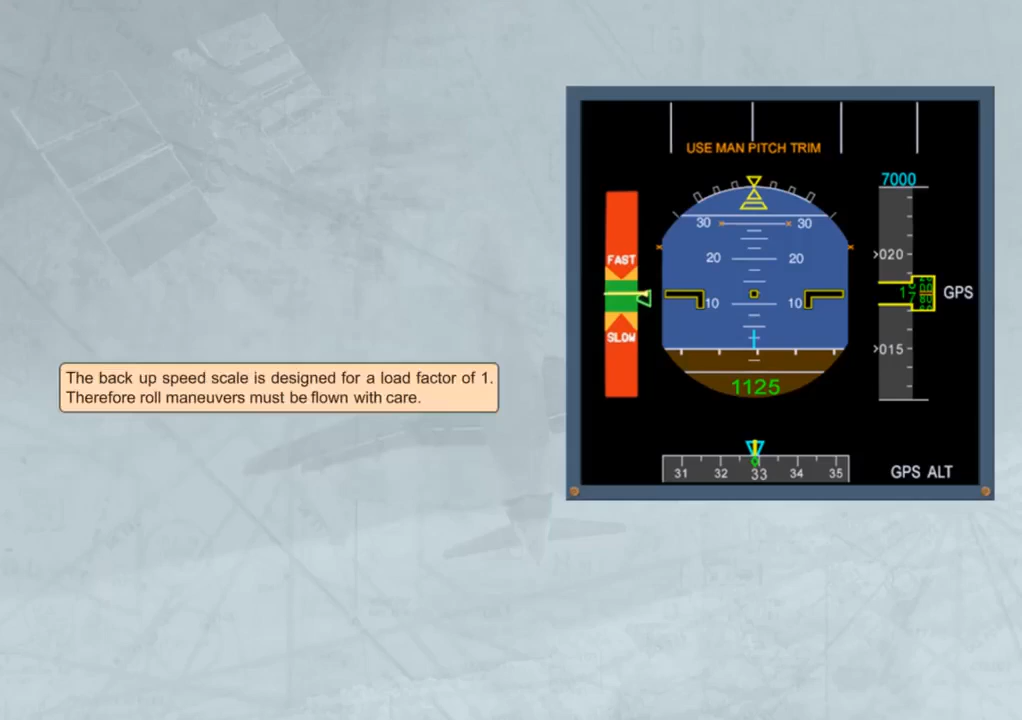 USE MAN PITCH TRIM
7000
30 30
FAST
20 20
020
17
GPS
10 10
SLOW
015
The back up speed scale is designed for a load factor of 1.
Therefore roll maneuvers must be flown with care.
1125
31 32 33 34 35
GPS ALT